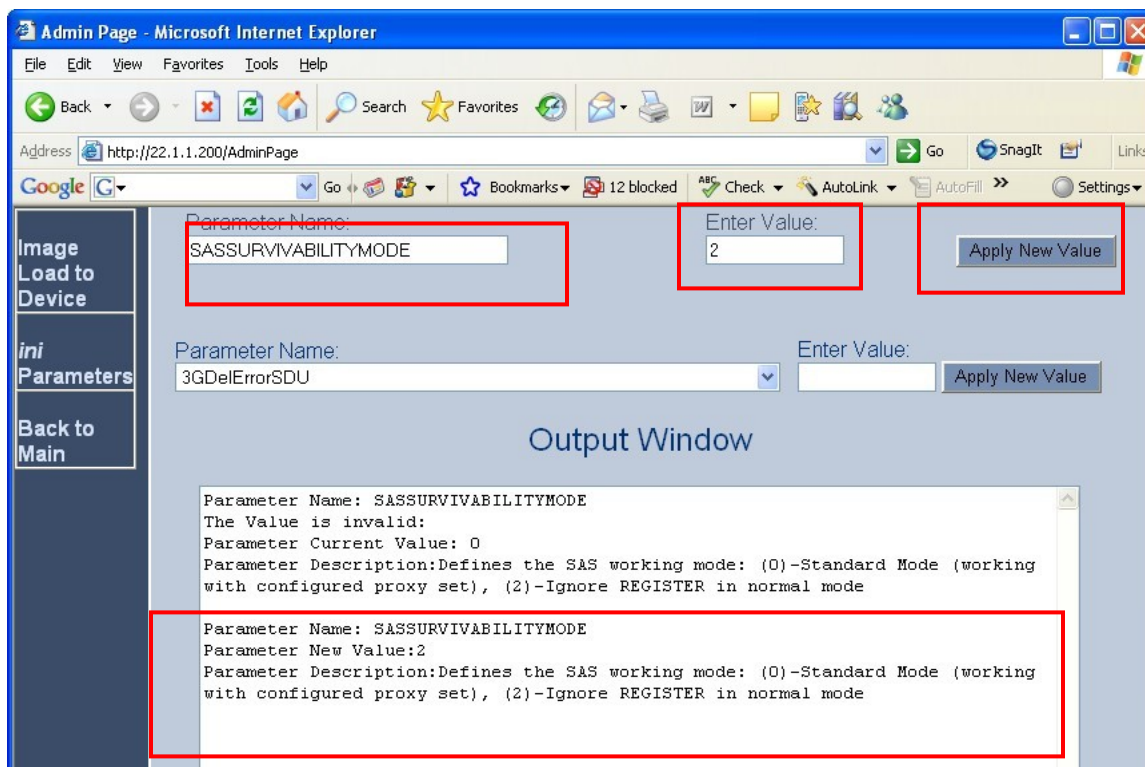 Admin Page - Microsoft Internet Explorer
File Edit View Favorites Tools Help
Back Search Favorites
Address http://22.1.1.200/AdminPage Go SnagIt Links
Google G Go Bookmarks 12 blocked ABC Check AutoLink AutoFill Settings
Image
Load to
Device
ini
Parameters
Back to
Main
Parameter Name: Enter Value:
SASSURVIVABILITYMODE 2 Apply New Value
Parameter Name: Enter Value:
3GDelErrorSDU Apply New Value
Output Window
Parameter Name: SASSURVIVABILITYMODE
The Value is invalid:
Parameter Current Value: 0
Parameter Description:Defines the SAS working mode: (0)-Standard Mode (working
with configured proxy set), (2)-Ignore REGISTER in normal mode
Parameter Name: SASSURVIVABILITYMODE
Parameter New Value:2
Parameter Description:Defines the SAS working mode: (0)-Standard Mode (working
with configured proxy set), (2)-Ignore REGISTER in normal mode